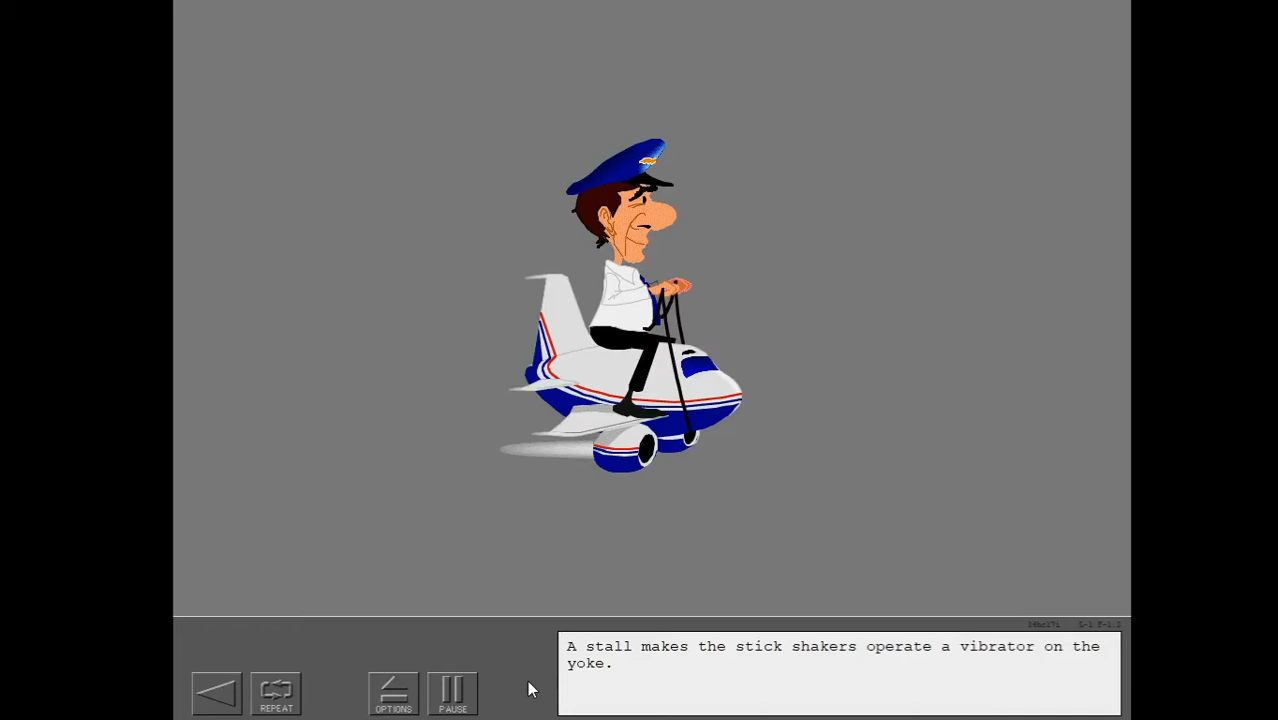 A stall makes the stick shakers operate a vibrator on the
yoke.
REPEAT
OPTIONS
PAUSE